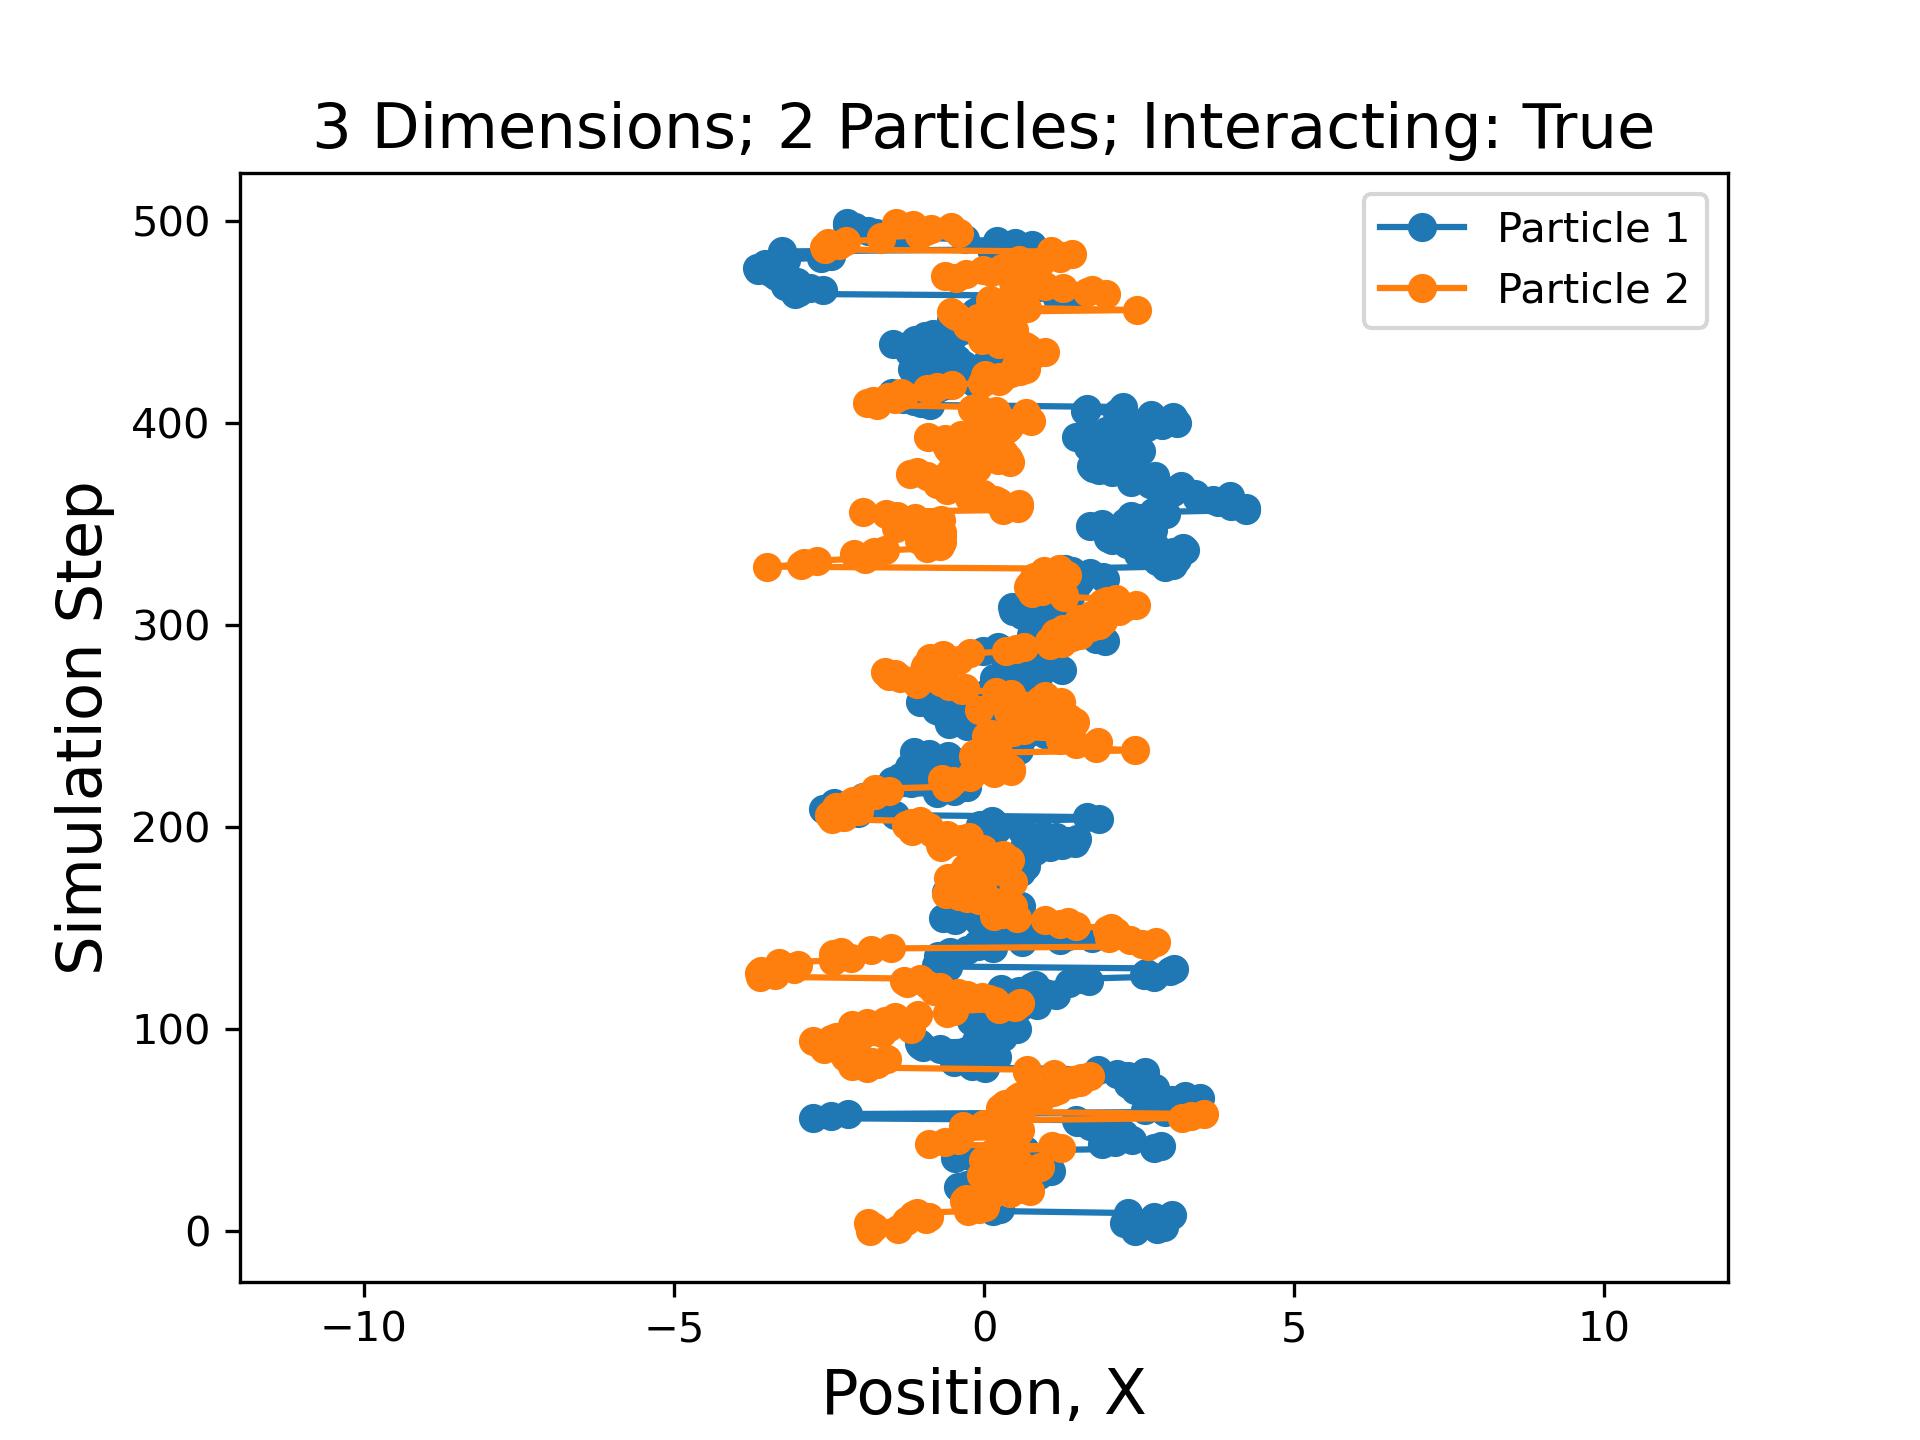 3 Dimensions; 2 Particles; Interacting: True
Particle 1
Particle 2
Simulation Step
500
400
300
200
100
0
−10 −5 0 5 10
Position, X